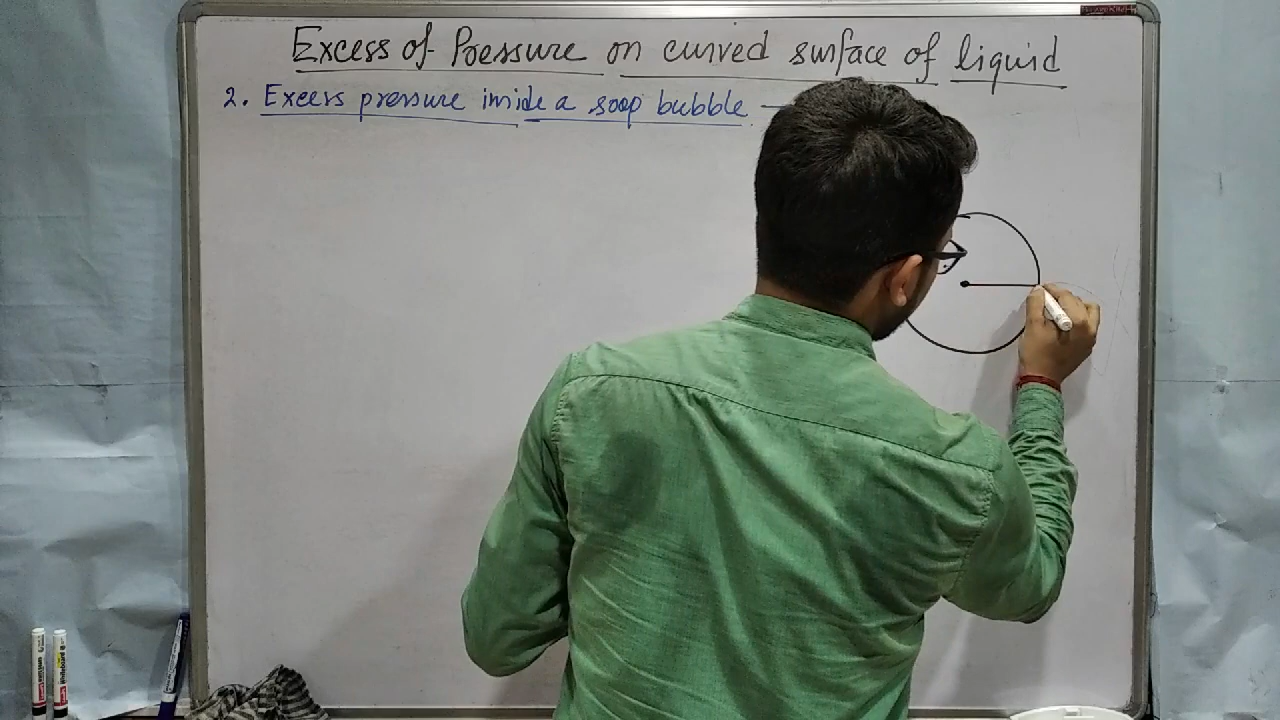 Excess of Pressure on curved surface of liquid
2. Excess pressure inside a soap bubble -